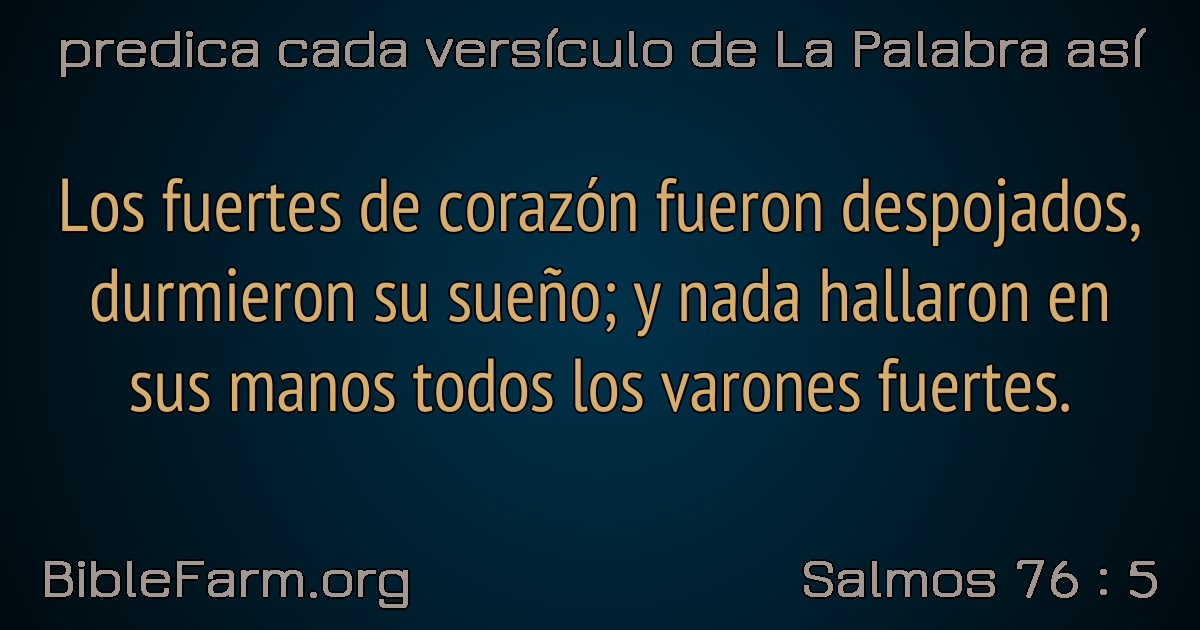 predica cada versículo de La Palabra así
Los fuertes de corazón fueron despojados,
durmieron su sueño; y nada hallaron en
sus manos todos los varones fuertes.
BibleFarm.org
Salmos 76 : 5